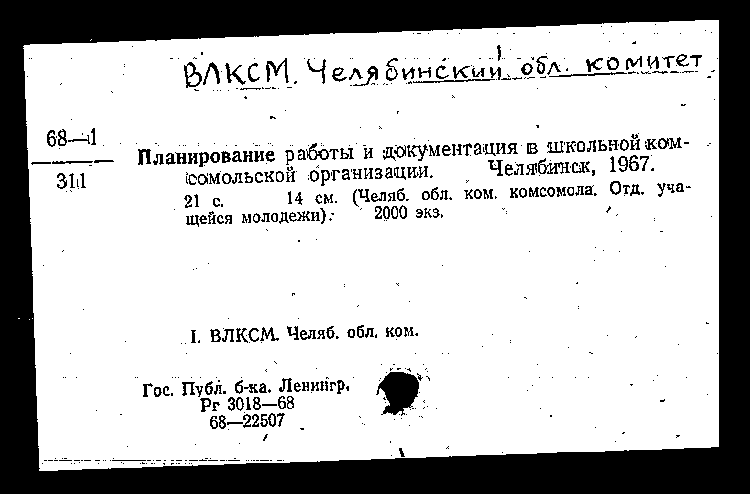 ВЛКСМ. Челябинский обл. комитет
68—1
311
Планирование работы и документация в школьной ком-
сомольской организации. Челябинск, 1967.
21 с. 14 см. (Челяб. обл. ком. комсомола. Отд. уча-
щейся молодежи). 2000 экз.
I. ВЛКСМ. Челяб. обл. ком.
Гос. Публ. б-ка. Ленингр.
Рг 3018—68
68—22507